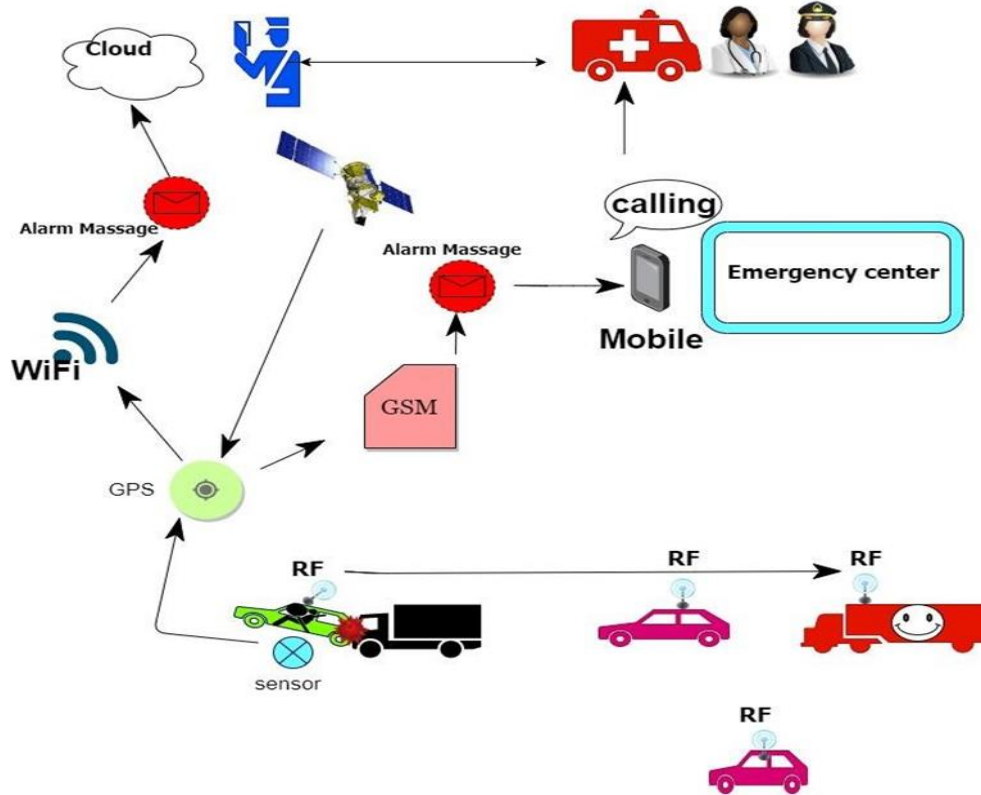 Cloud
calling
Alarm Massage
Alarm Massage
Emergency center
Mobile
WiFi
GSM
GPS
RF
RF
RF
sensor
RF